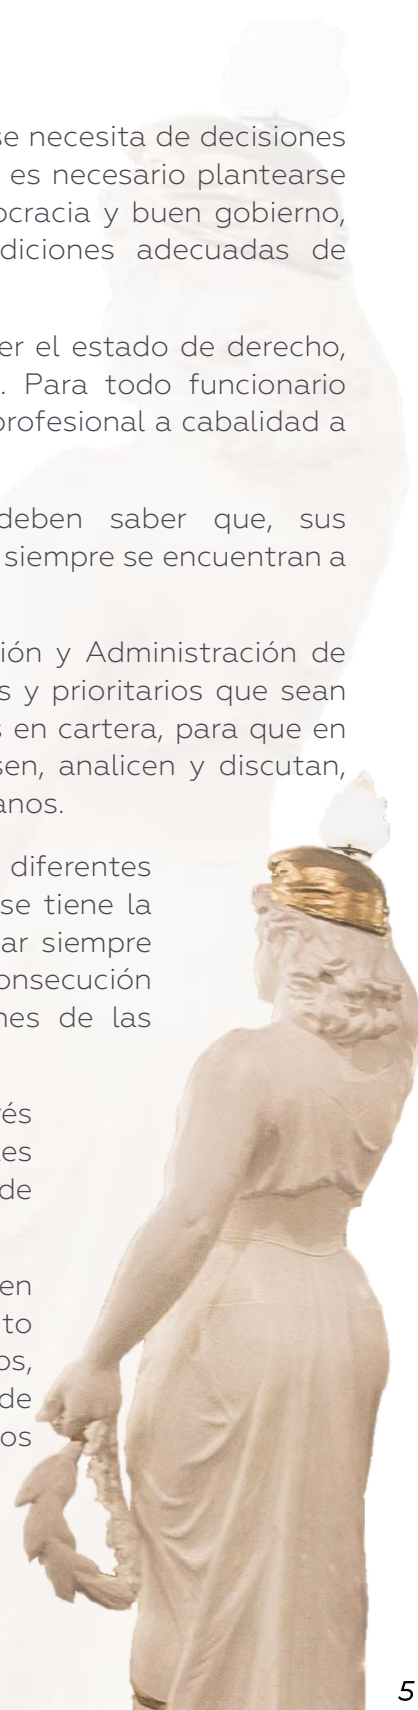 se necesita de decisiones
es necesario plantearse
ocracia y buen gobierno,
diciones adecuadas de
er el estado de derecho,
. Para todo funcionario
profesional a cabalidad a
deben saber que, sus
siempre se encuentran a
ión y Administración de
s y prioritarios que sean
s en cartera, para que en
sen, analicen y discutan,
anos.
diferentes
se tiene la
ar siempre
onsecución
nes de las
rés
les
de
en
to
os,
de
os
5